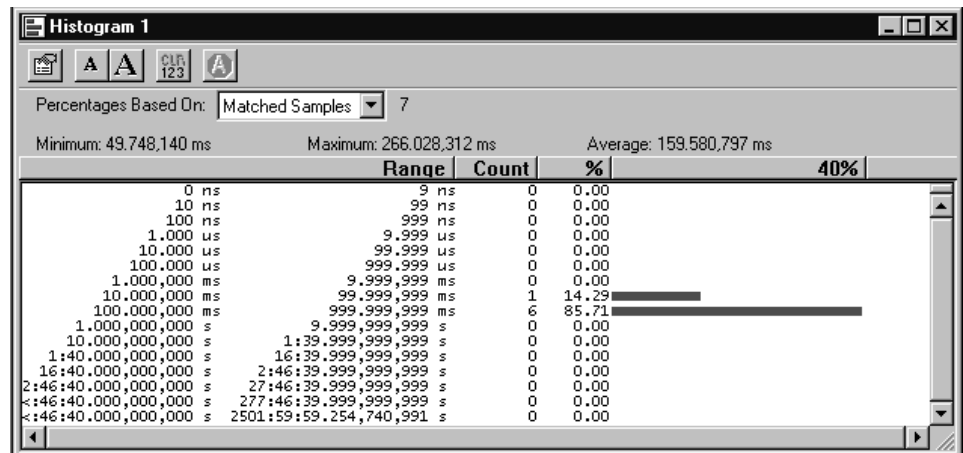 Histogram 1
A A CLR 123 A
Percentages Based On: Matched Samples 7
Minimum: 49.748,140 ms Maximum: 266.028,312 ms Average: 159.580,797 ms
Range Count % 40%
0 ns 9 ns 0 0.00
10 ns 99 ns 0 0.00
100 ns 999 ns 0 0.00
1.000 us 9.999 us 0 0.00
10.000 us 99.999 us 0 0.00
100.000 us 999.999 us 0 0.00
1.000,000 ms 9.999,999 ms 0 0.00
10.000,000 ms 99.999,999 ms 1 14.29
100.000,000 ms 999.999,999 ms 6 85.71
1.000,000,000 s 9.999,999,999 s 0 0.00
10.000,000,000 s 1:39.999,999,999 s 0 0.00
1:40.000,000,000 s 16:39.999,999,999 s 0 0.00
16:40.000,000,000 s 2:46:39.999,999,999 s 0 0.00
2:46:40.000,000,000 s 27:46:39.999,999,999 s 0 0.00
<:46:40.000,000,000 s 277:46:39.999,999,999 s 0 0.00
<:46:40.000,000,000 s 2501:59:59.254,740,991 s 0 0.00